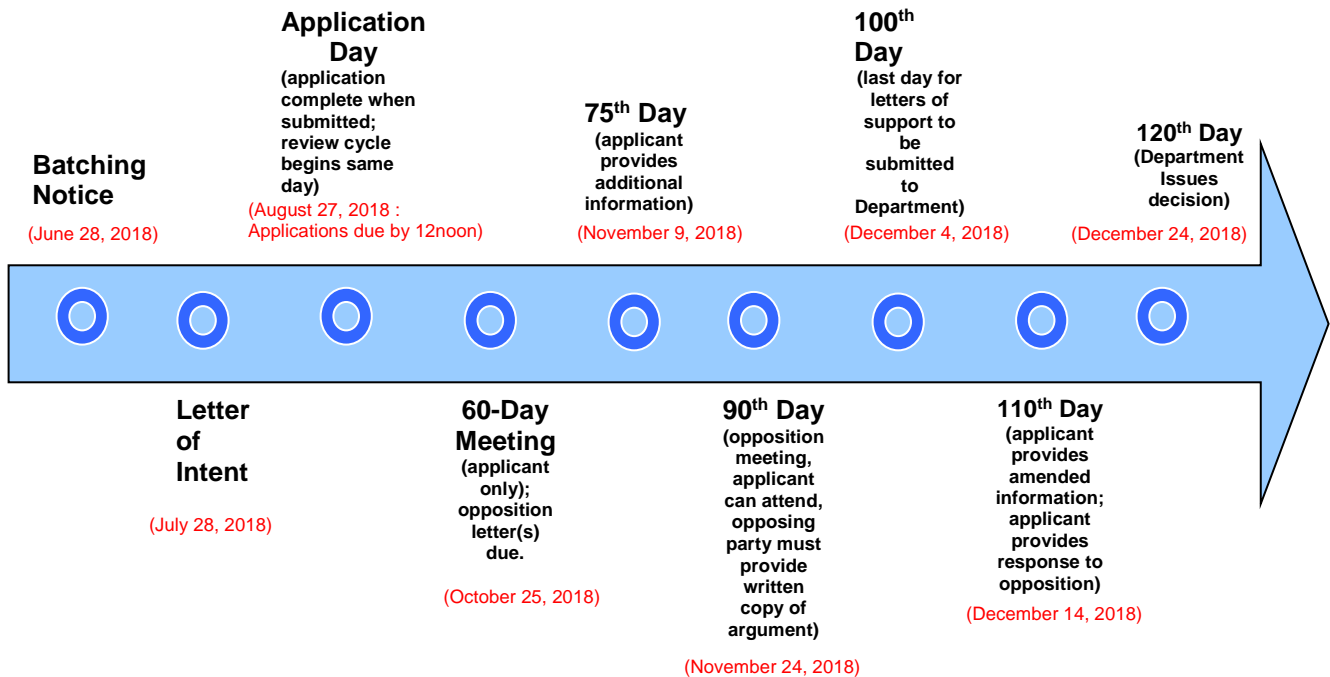 Batching
Notice
(June 28, 2018)
Letter
of
Intent
(July 28, 2018)
Application
Day
(application
complete when
submitted;
review cycle
begins same
day)
(August 27, 2018 :
Applications due by 12noon)
60-Day
Meeting
(applicant
only);
opposition
letter(s)
due.
(October 25, 2018)
75th Day
(applicant
provides
additional
information)
(November 9, 2018)
90th Day
(opposition
meeting,
applicant
can attend,
opposing
party must
provide
written
copy of
argument)
(November 24, 2018)
100th
Day
(last day for
letters of
support to
be
submitted
to
Department)
(December 4, 2018)
110th Day
(applicant
provides
amended
information;
applicant
provides
response to
opposition)
(December 14, 2018)
120th Day
(Department
Issues
decision)
(December 24, 2018)